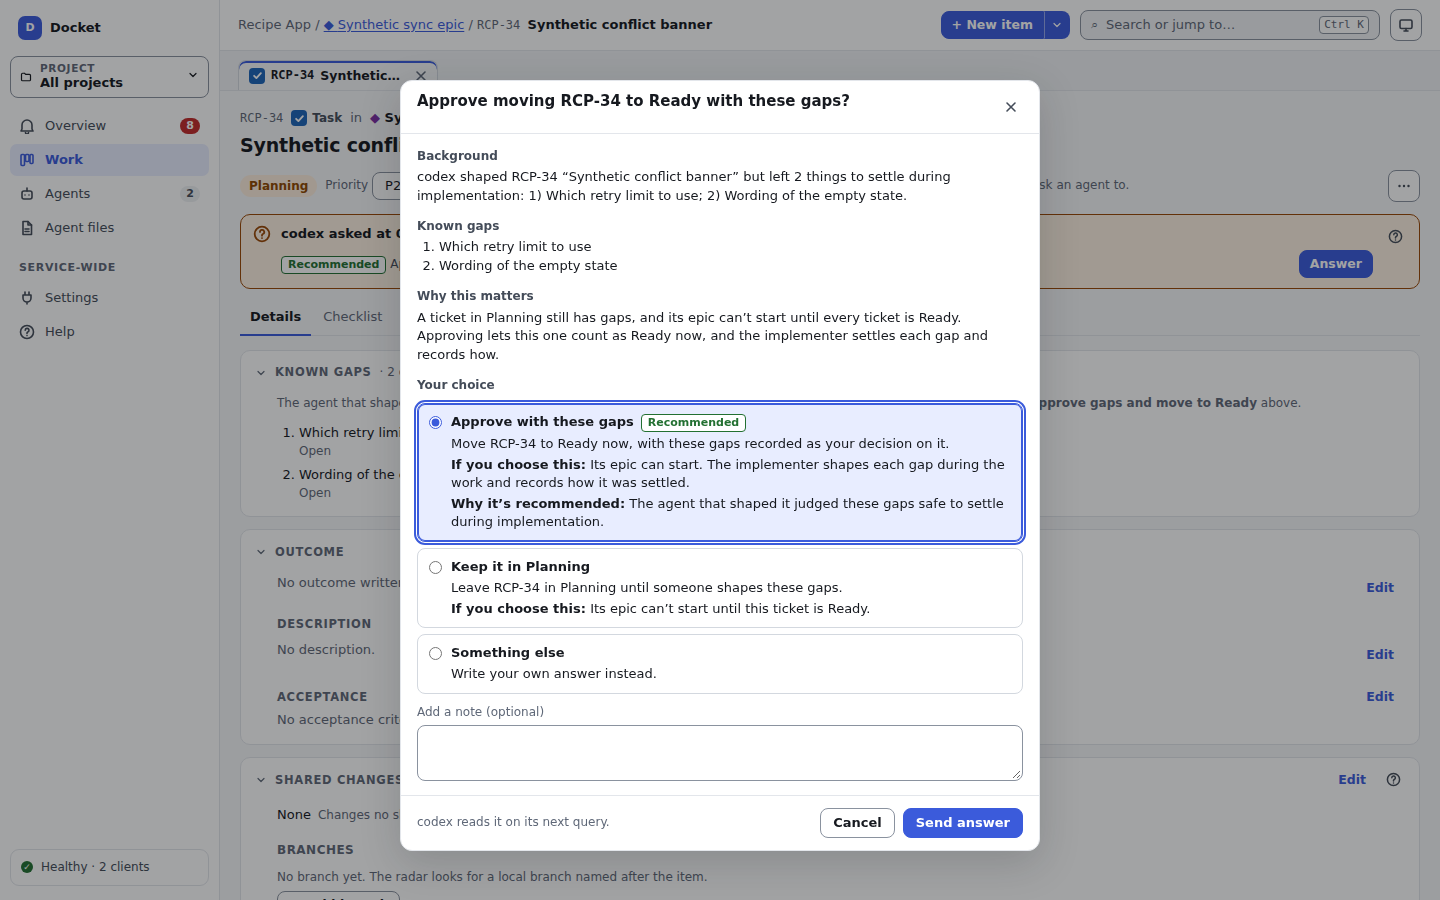 D Docket
PROJECT
All projects
Overview 8
Work
Agents 2
Agent files
SERVICE-WIDE
Settings
Help
Healthy · 2 clients
Recipe App / ◆ Synthetic sync epic / RCP-34 Synthetic conflict banner
+ New item
Search or jump to…
Ctrl K
RCP-34 Synthetic…
RCP-34 Task in ◆
Planning Priority P2
codex asked at
Recommended
Answer
Details Checklist
KNOWN GAPS · 2
The agent that
pprove gaps and move to Ready above.
1. Which retry
Open
2. Wording of the
Open
OUTCOME
No outcome written
Edit
DESCRIPTION
No description.
Edit
ACCEPTANCE
Edit
No acceptance
SHARED CHANGES
Edit
None Changes no
BRANCHES
No branch yet. The radar looks for a local branch named after the item.
Approve moving RCP-34 to Ready with these gaps?
Background
codex shaped RCP-34 “Synthetic conflict banner” but left 2 things to settle during
implementation: 1) Which retry limit to use; 2) Wording of the empty state.
Known gaps
1. Which retry limit to use
2. Wording of the empty state
Why this matters
A ticket in Planning still has gaps, and its epic can’t start until every ticket is Ready.
Approving lets this one count as Ready now, and the implementer settles each gap and
records how.
Your choice
Approve with these gaps Recommended
Move RCP-34 to Ready now, with these gaps recorded as your decision on it.
If you choose this: Its epic can start. The implementer shapes each gap during the
work and records how it was settled.
Why it’s recommended: The agent that shaped it judged these gaps safe to settle
during implementation.
Keep it in Planning
Leave RCP-34 in Planning until someone shapes these gaps.
If you choose this: Its epic can’t start until this ticket is Ready.
Something else
Write your own answer instead.
Add a note (optional)
codex reads it on its next query.
Cancel
Send answer